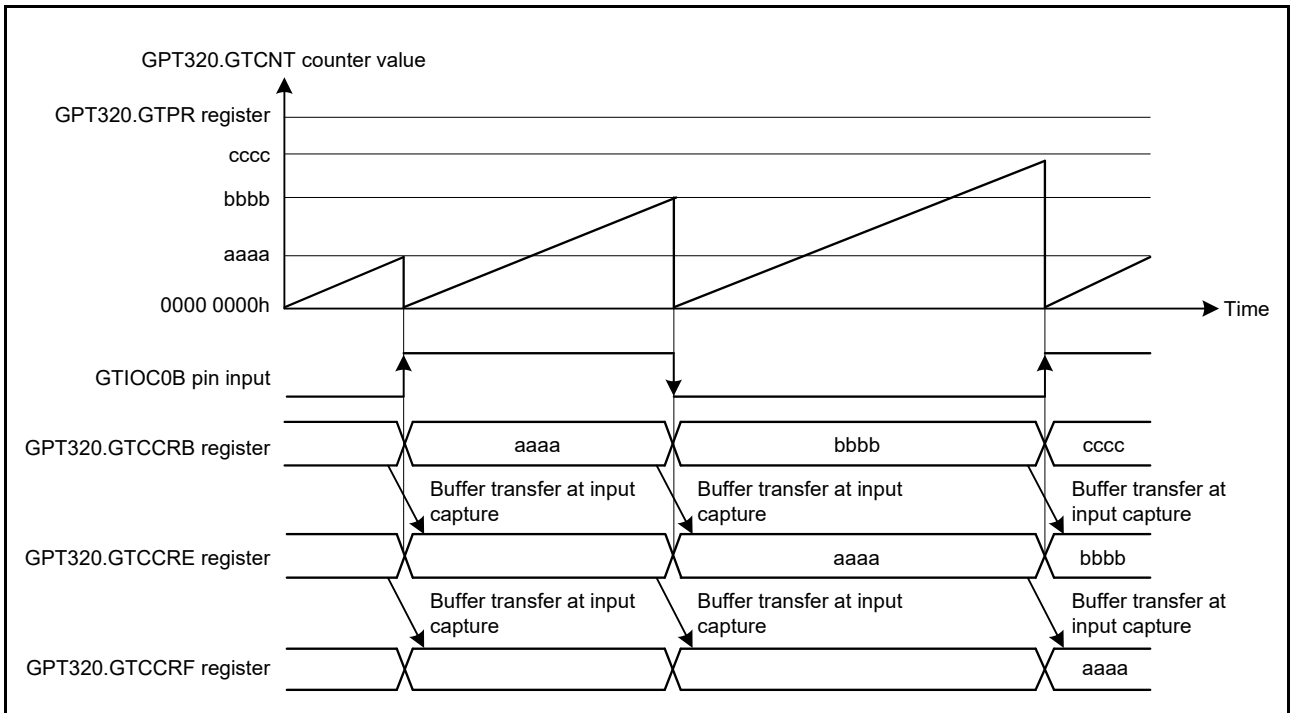 GPT320.GTCNT counter value
GPT320.GTPR register
cccc
bbbb
aaaa
0000 0000h
Time
GTIOC0B pin input
GPT320.GTCCRB register
aaaa
bbbb
cccc
Buffer transfer at input
capture
Buffer transfer at input
capture
Buffer transfer at
input capture
GPT320.GTCCRE register
aaaa
bbbb
Buffer transfer at input
capture
Buffer transfer at input
capture
Buffer transfer at
input capture
GPT320.GTCCRF register
aaaa